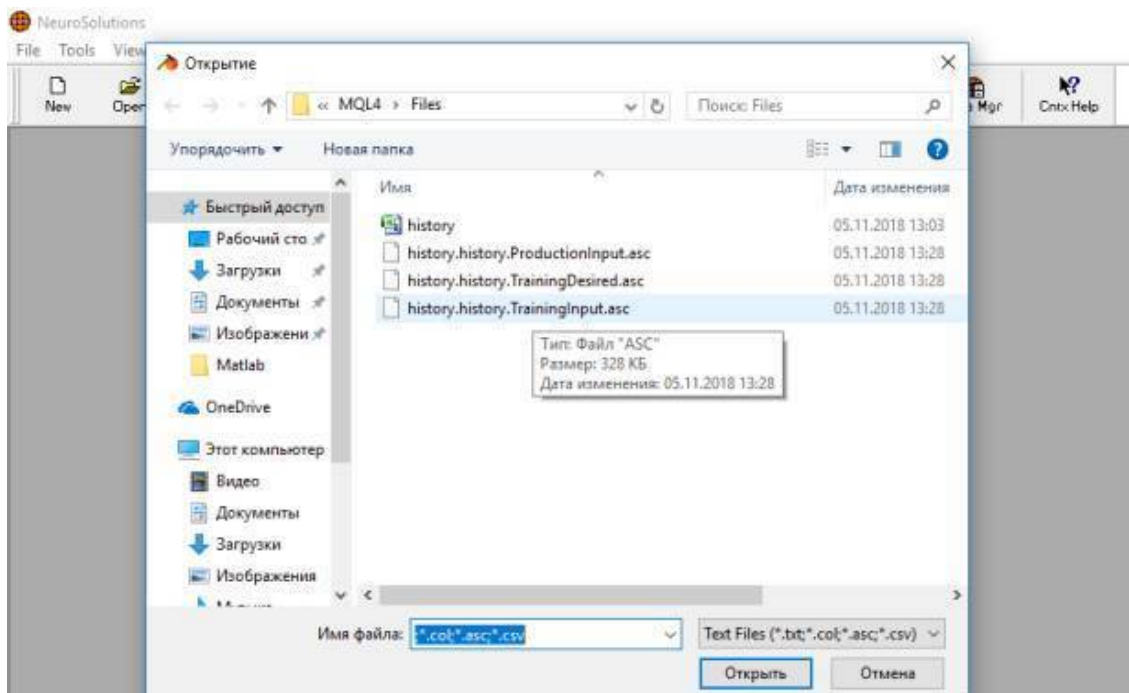 NeuroSolutions
File Tools View
Открытие
New Open
« MQL4 › Files
Поиск: Files
Mgr Cntx Help
Упорядочить Новая папка
Имя Дата изменения
Быстрый доступ
history 05.11.2018 13:03
Рабочий сто
history.history.ProductionInput.asc 05.11.2018 13:28
Загрузки
history.history.TrainingDesired.asc 05.11.2018 13:28
Документы
history.history.TrainingInput.asc 05.11.2018 13:28
Изображени
Тип: Файл "ASC"
Размер: 328 КБ
Дата изменения: 05.11.2018 13:28
Matlab
OneDrive
Этот компьютер
Видео
Документы
Загрузки
Изображения
Имя файла: *.col;*.asc;*.csv Text Files (*.txt;*.col;*.asc;*.csv)
Открыть Отмена